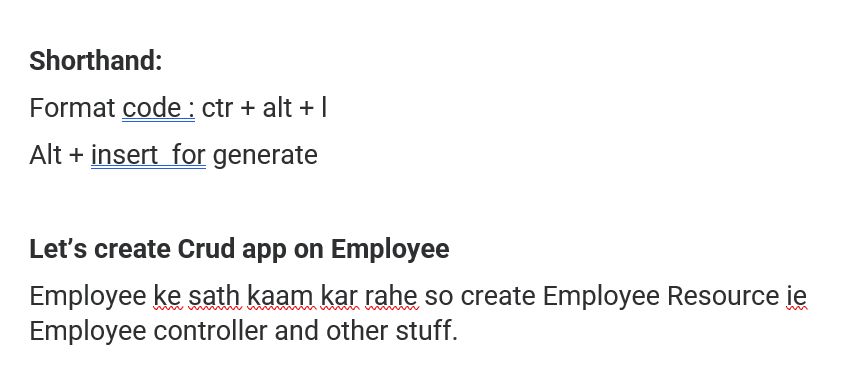 Shorthand:
Format code : ctr + alt + l
Alt + insert  for generate
Let’s create Crud app on Employee
Employee ke sath kaam kar rahe so create Employee Resource ie
Employee controller and other stuff.